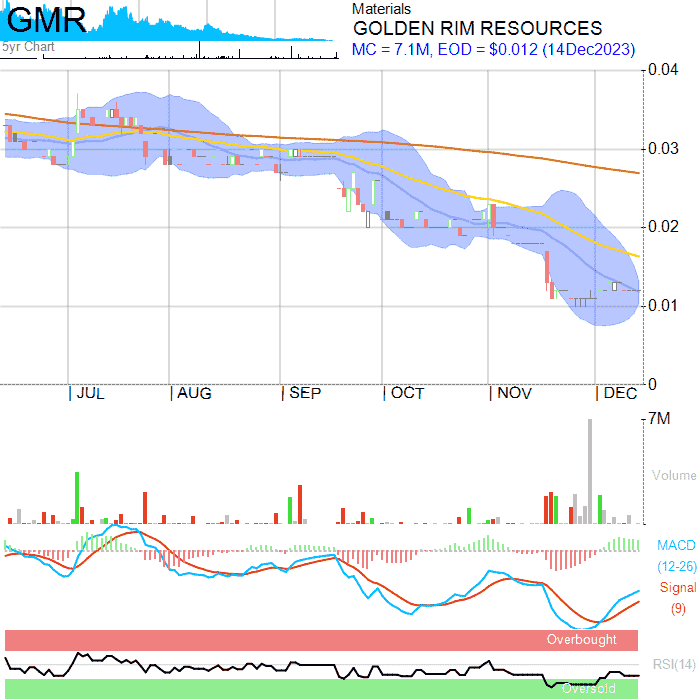 GMR
5yr Chart
Materials
GOLDEN RIM RESOURCES
MC = 7.1M, EOD = $0.012 (14Dec2023)
0.04
0.03
0.02
0.01
0
JUL
AUG
SEP
OCT
NOV
DEC
7M
Volume
MACD
(12-26)
Signal
(9)
Overbought
RSI(14)
Oversold